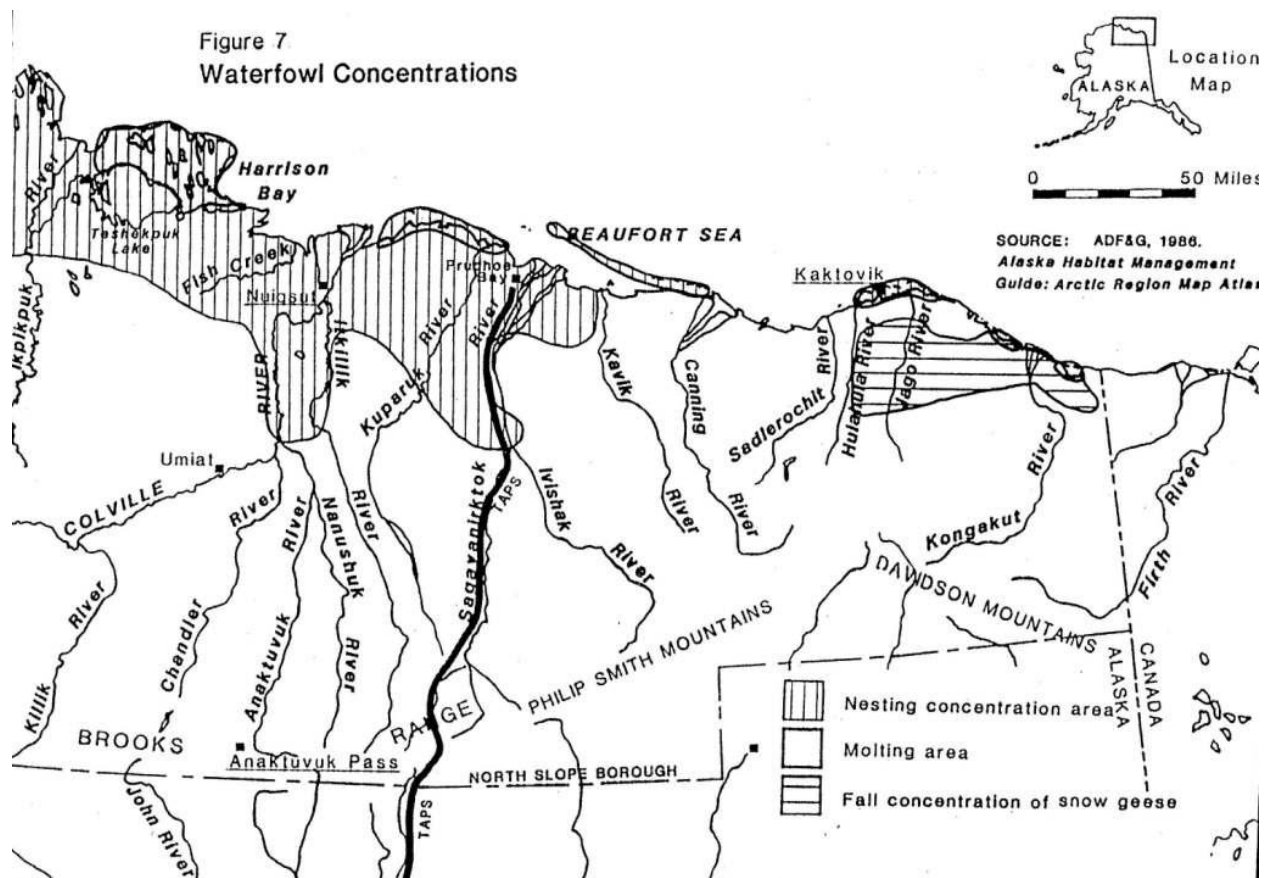 Figure 7
Waterfowl Concentrations
Location
Map
ALASKA
0 50 Miles
SOURCE: ADF&G, 1986.
Alaska Habitat Management
Guide: Arctic Region Map Atlas
Harrison
Bay
River
Teshekpuk
Lake
Fish Creek
Nuiqsut
Prudhoe
Bay
BEAUFORT SEA
Kaktovik
Ikpikpuk
RIVER
Itkillik
Kuparuk
River
River
Kavik
River
Canning
River
Sadlerochit
River
Hulahula River
Jago River
Umiat
COLVILLE
River
River
Nanushuk
River
River
Sagavanirktok
TAPS
Ivishak
River
Kongakut
River
Firth
River
DAVIDSON MOUNTAINS
PHILIP SMITH MOUNTAINS
Killik
River
Chandler
Anaktuvuk
BROOKS
RANGE
Anaktuvuk Pass
NORTH SLOPE BOROUGH
John River
TAPS
ALASKA
CANADA
Nesting concentration area
Molting area
Fall concentration of snow geese